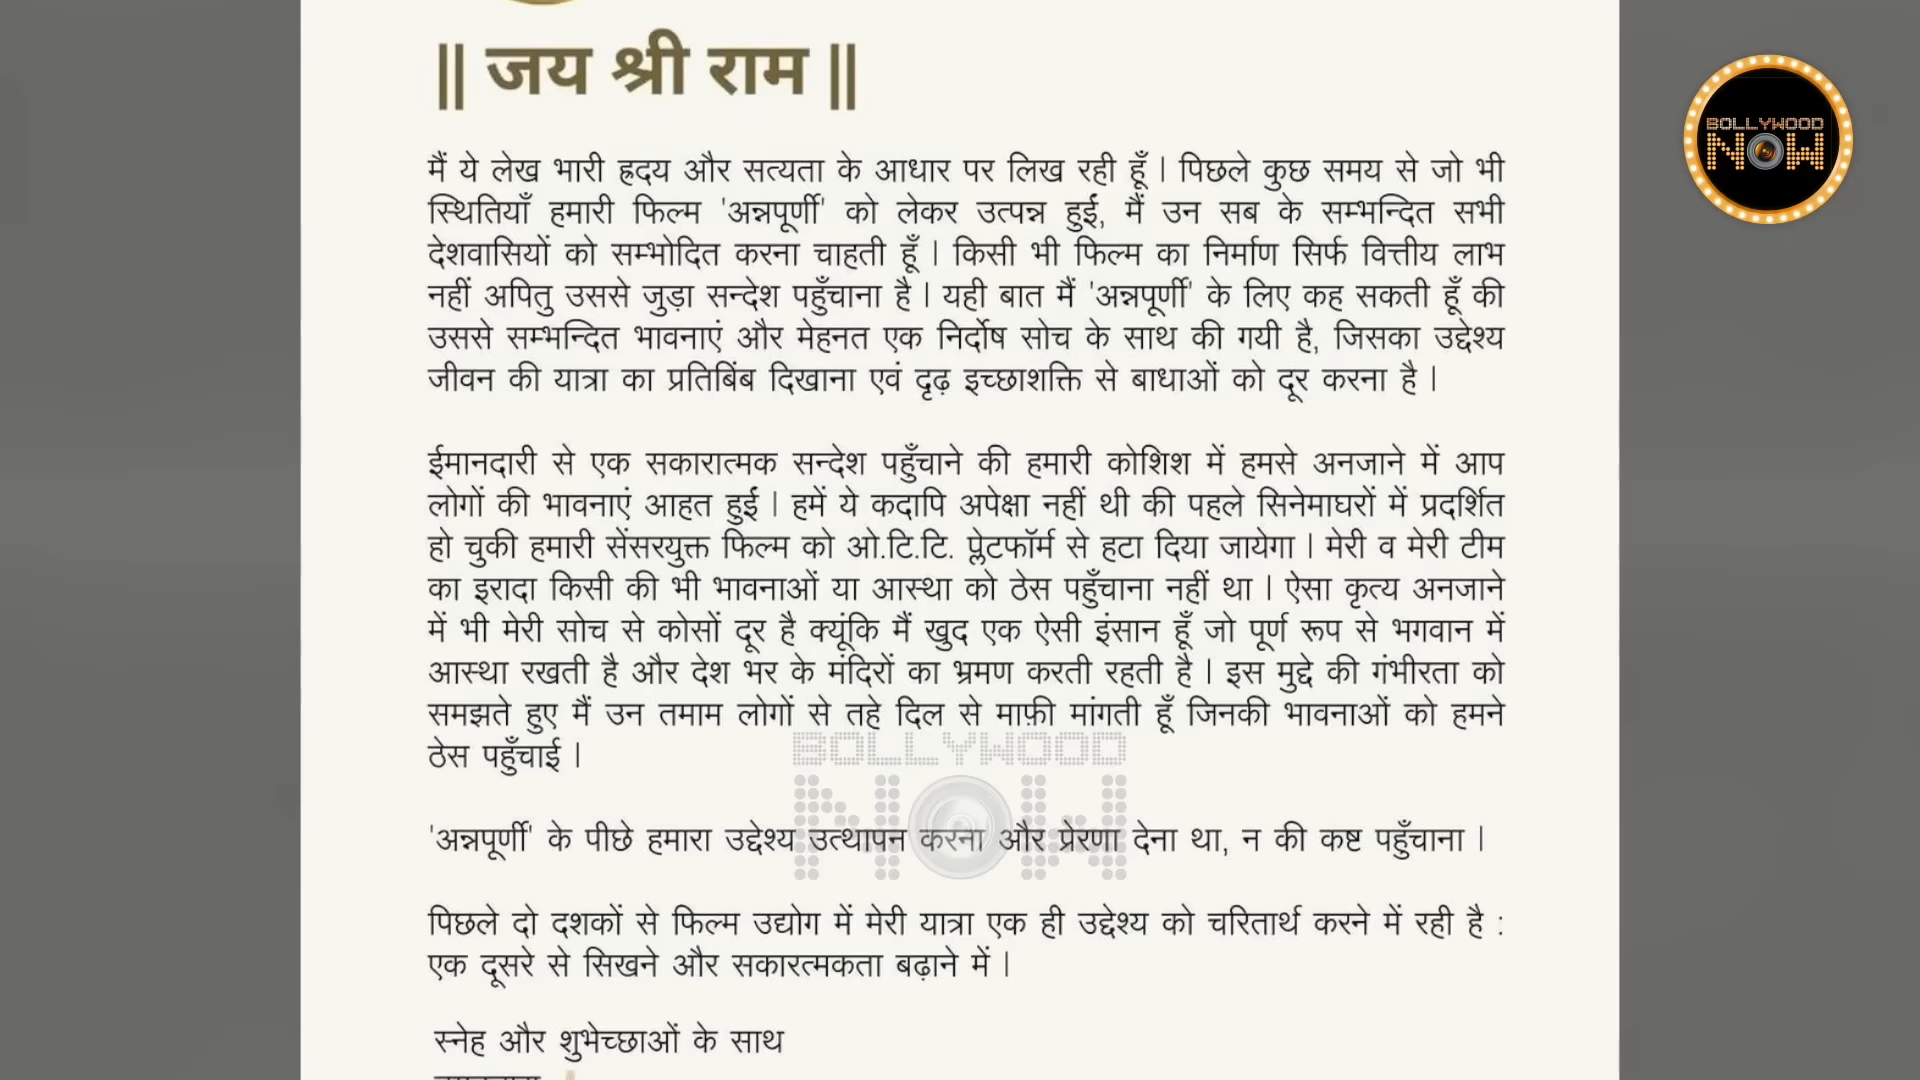 || जय श्री राम ||
BOLLYWOOD
NOW
मैं ये लेख भारी ह्रदय और सत्यता के आधार पर लिख रही हूँ | पिछले कुछ समय से जो भी
स्थितियाँ हमारी फिल्म 'अन्नपूर्णी' को लेकर उत्पन्न हुईं, मैं उन सब के सम्भन्दित सभी
देशवासियों को सम्भोदित करना चाहती हूँ | किसी भी फिल्म का निर्माण सिर्फ वित्तीय लाभ
नहीं अपितु उससे जुड़ा सन्देश पहुँचाना है | यही बात मैं 'अन्नपूर्णी' के लिए कह सकती हूँ की
उससे सम्भन्दित भावनाएं और मेहनत एक निर्दोष सोच के साथ की गयी है, जिसका उद्देश्य
जीवन की यात्रा का प्रतिबिंब दिखाना एवं दृढ़ इच्छाशक्ति से बाधाओं को दूर करना है |
ईमानदारी से एक सकारात्मक सन्देश पहुँचाने की हमारी कोशिश में हमसे अनजाने में आप
लोगों की भावनाएं आहत हुईं | हमें ये कदापि अपेक्षा नहीं थी की पहले सिनेमाघरों में प्रदर्शित
हो चुकी हमारी सेंसरयुक्त फिल्म को ओ.टि.टि. प्लेटफॉर्म से हटा दिया जायेगा | मेरी व मेरी टीम
का इरादा किसी की भी भावनाओं या आस्था को ठेस पहुँचाना नहीं था | ऐसा कृत्य अनजाने
में भी मेरी सोच से कोसों दूर है क्यूंकि मैं खुद एक ऐसी इंसान हूँ जो पूर्ण रूप से भगवान में
आस्था रखती है और देश भर के मंदिरों का भ्रमण करती रहती है | इस मुद्दे की गंभीरता को
समझते हुए मैं उन तमाम लोगों से तहे दिल से माफ़ी मांगती हूँ जिनकी भावनाओं को हमने
ठेस पहुँचाई |
BOLLYWOOD
NOW
'अन्नपूर्णी' के पीछे हमारा उद्देश्य उत्थापन करना और प्रेरणा देना था, न की कष्ट पहुँचाना |
पिछले दो दशकों से फिल्म उद्योग में मेरी यात्रा एक ही उद्देश्य को चरितार्थ करने में रही है :
एक दूसरे से सिखने और सकारत्मकता बढ़ाने में |
स्नेह और शुभेच्छाओं के साथ